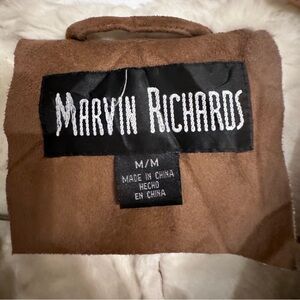 MARVIN RICHARDS
M/M
MADE IN CHINA
HECHO
EN CHINA